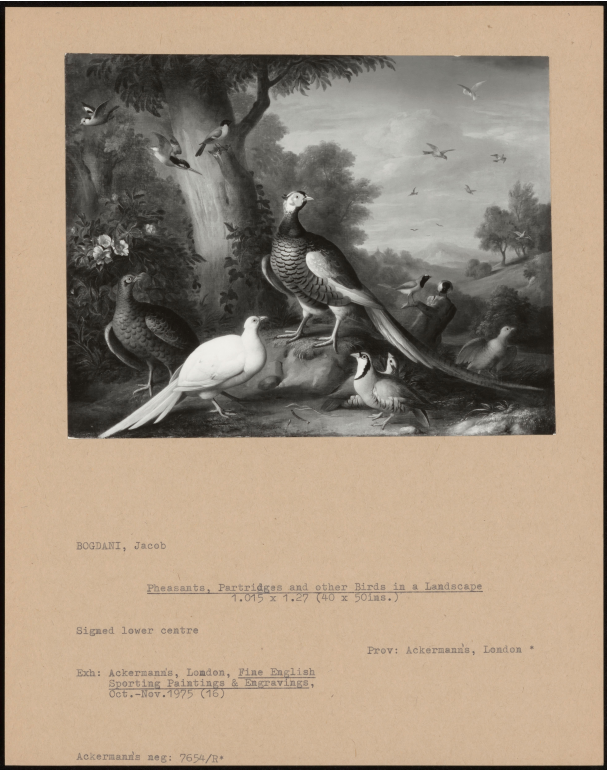 BOGDANI, Jacob
Pheasants, Partridges and other Birds in a Landscape
1.015 x 1.27 (40 x 50ins.)
Signed lower centre
Prov: Ackermann's, London *
Exh: Ackermann's, London, Fine English
Sporting Paintings & Engravings,
Oct.-Nov.1975 (16)
Ackermann's neg: 7654/R*